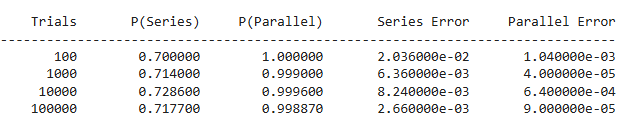 Trials P(Series) P(Parallel) Series Error Parallel Error
--------------------------------------------------------------------------------
100 0.700000 1.000000 2.036000e-02 1.040000e-03
1000 0.714000 0.999000 6.360000e-03 4.000000e-05
10000 0.728600 0.999600 8.240000e-03 6.400000e-04
100000 0.717700 0.998870 2.660000e-03 9.000000e-05